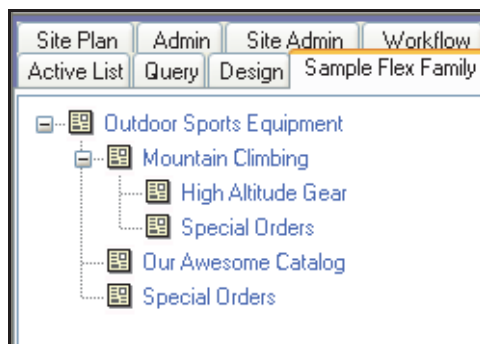 Site Plan Admin Site Admin Workflow
Active List Query Design Sample Flex Family
Outdoor Sports Equipment
Mountain Climbing
High Altitude Gear
Special Orders
Our Awesome Catalog
Special Orders